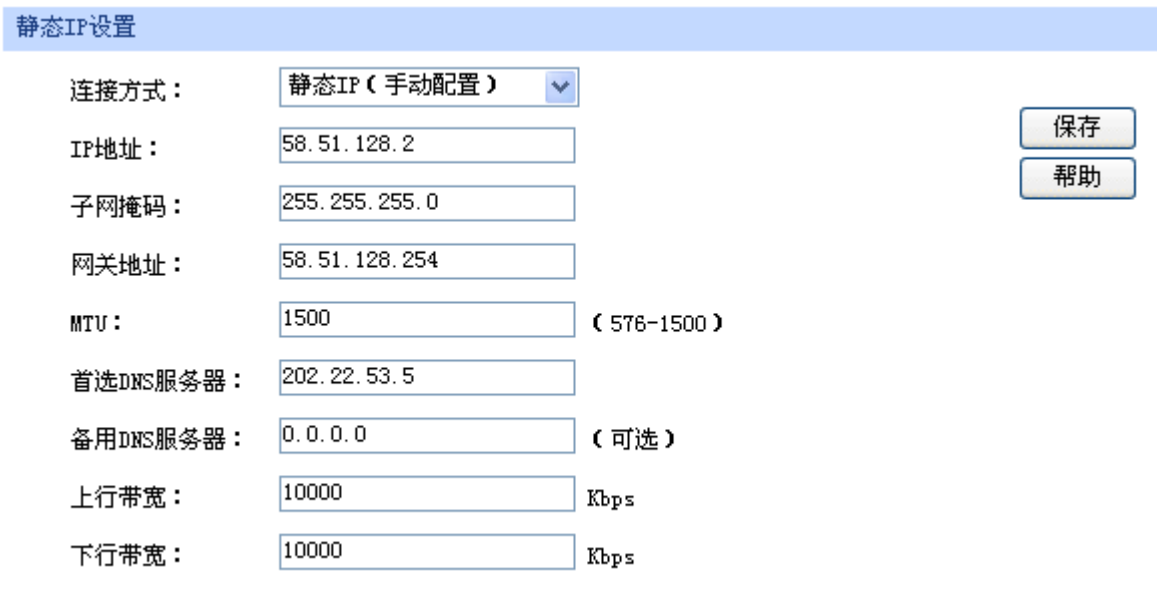 静态IP设置
连接方式： 静态IP（手动配置）
保存
IP地址： 58.51.128.2
帮助
子网掩码： 255.255.255.0
网关地址： 58.51.128.254
MTU： 1500 （576-1500）
首选DNS服务器： 202.22.53.5
备用DNS服务器： 0.0.0.0 （可选）
上行带宽： 10000 Kbps
下行带宽： 10000 Kbps